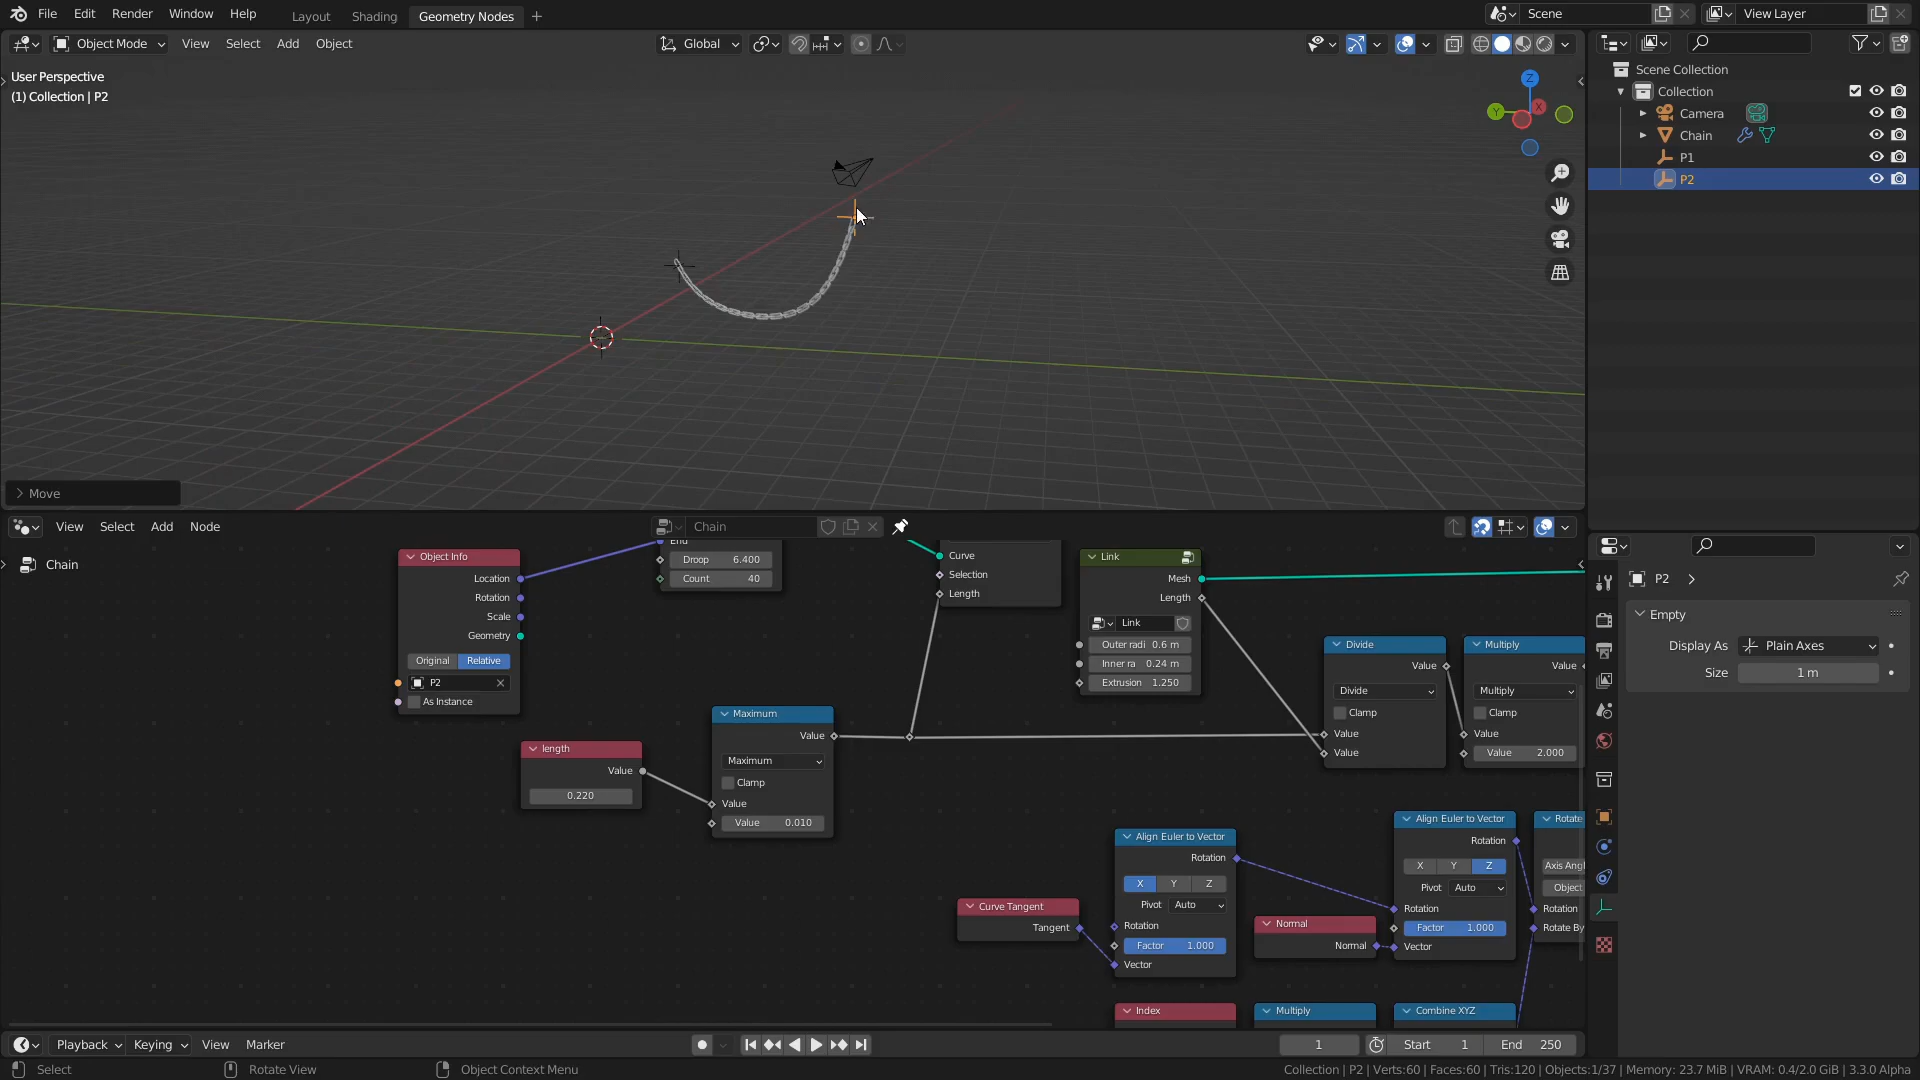 File Edit Render Window Help Layout Shading Geometry Nodes Scene View Layer
Object Mode View Select Add Object Global
User Perspective
(1) Collection | P2
Z
Y X
Move
Scene Collection
Collection
Camera
Chain
P1
P2
View Select Add Node Chain
Chain
Object Info
Location
Rotation
Scale
Geometry
Original Relative
P2
As Instance
End
Droop 6.400
Count 40
length
Value
0.220
Maximum
Value
Maximum
Clamp
Value
Value 0.010
Curve
Selection
Length
Link
Mesh
Length
Link
Outer radi 0.6 m
Inner ra 0.24 m
Extrusion 1.250
Divide
Value
Divide
Clamp
Value
Value
Multiply
Value
Multiply
Clamp
Value
Value 2.000
Curve Tangent
Tangent
Align Euler to Vector
Rotation
X Y Z
Pivot Auto
Rotation
Factor 1.000
Vector
Normal
Normal
Align Euler to Vector
Rotation
X Y Z
Pivot Auto
Rotation
Factor 1.000
Vector
Rotate
Axis Angl
Object
Rotation
Rotate By
Index
Multiply
Combine XYZ
P2
Empty
Display As Plain Axes
Size 1 m
Playback Keying View Marker 1 Start 1 End 250
Select Rotate View Object Context Menu Collection | P2 | Verts:60 | Faces:60 | Tris:120 | Objects:1/37 | Memory: 23.7 MiB | VRAM: 0.4/2.0 GiB | 3.3.0 Alpha